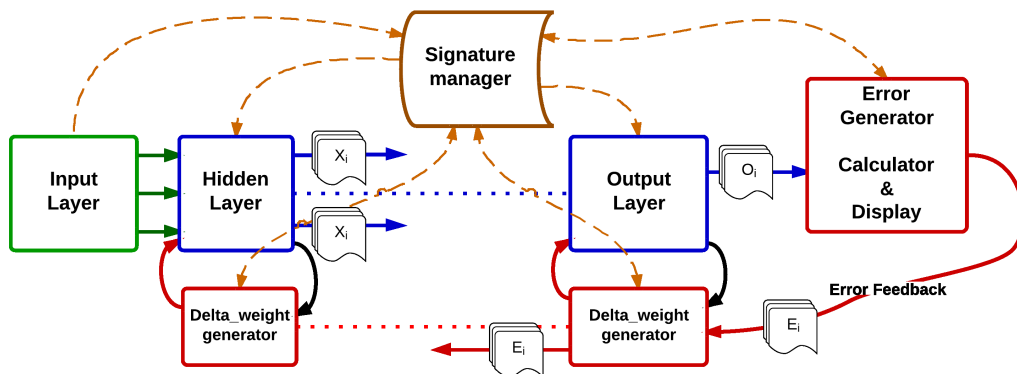 Signature
manager
Error
Generator
Calculator
&
Display
Input
Layer
Hidden
Layer
Xi
Xi
Output
Layer
Oi
Delta_weight
generator
Ei
Delta_weight
generator
Error Feedback
Ei